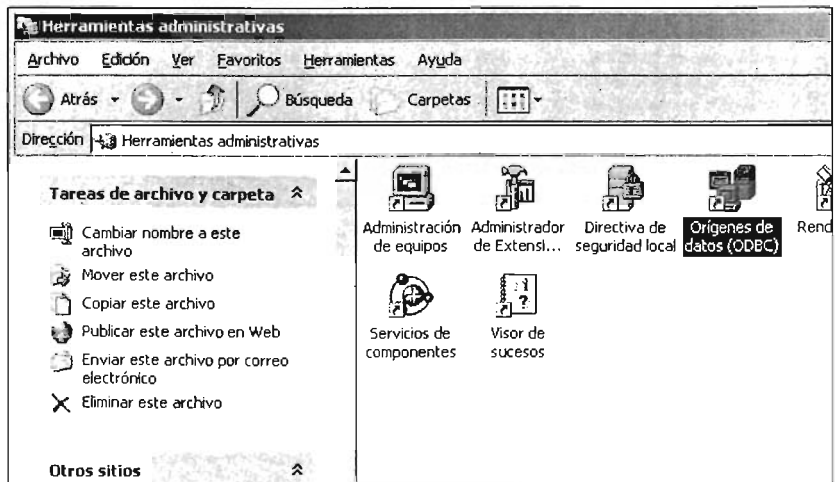 Herramientas administrativas
Archivo Edición Ver Favoritos Herramientas Ayuda
Atrás Búsqueda Carpetas
Dirección Herramientas administrativas
Tareas de archivo y carpeta
Cambiar nombre a este
archivo
Mover este archivo
Copiar este archivo
Publicar este archivo en Web
Enviar este archivo por correo
electrónico
Eliminar este archivo
Otros sitios
Administración
de equipos
Administrador
de Extensi...
Directiva de
seguridad local
Orígenes de
datos (ODBC)
Rend
Servicios de
componentes
Visor de
sucesos